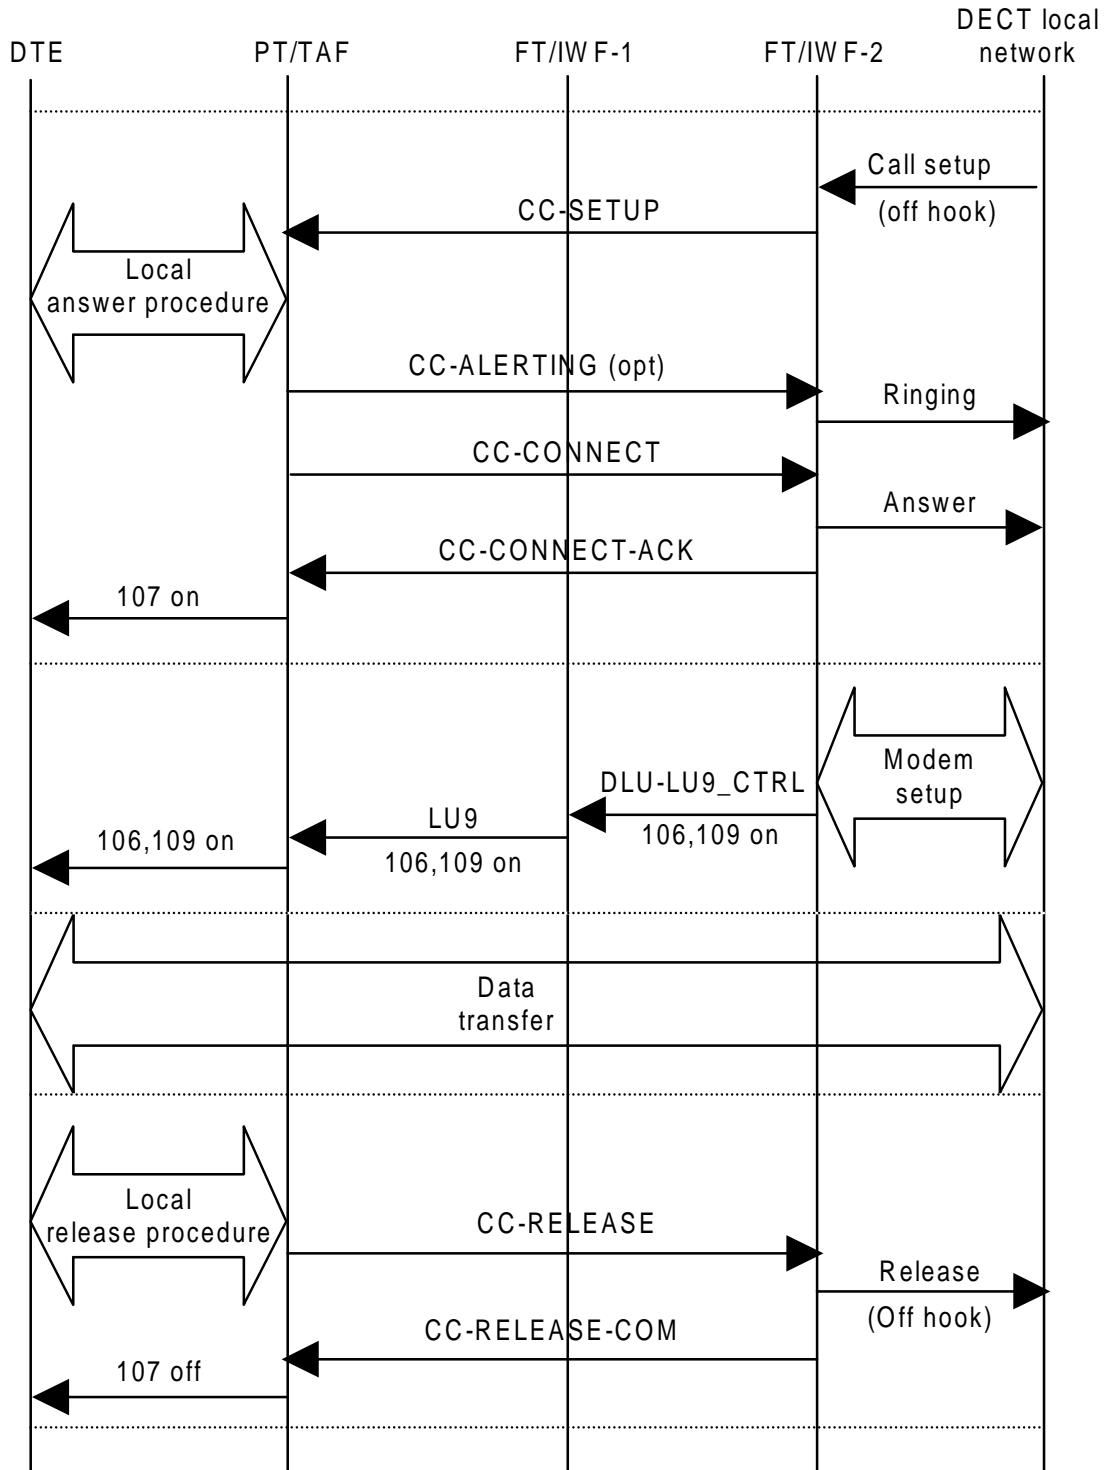 DTE
PT/TAF
FT/IWF-1
FT/IWF-2
DECT local
network
Call setup
(off hook)
CC-SETUP
Local
answer procedure
CC-ALERTING (opt)
Ringing
CC-CONNECT
Answer
CC-CONNECT-ACK
107 on
Modem
setup
DLU-LU9_CTRL
106,109 on
LU9
106,109 on
106,109 on
Data
transfer
Local
release procedure
CC-RELEASE
Release
(Off hook)
CC-RELEASE-COM
107 off